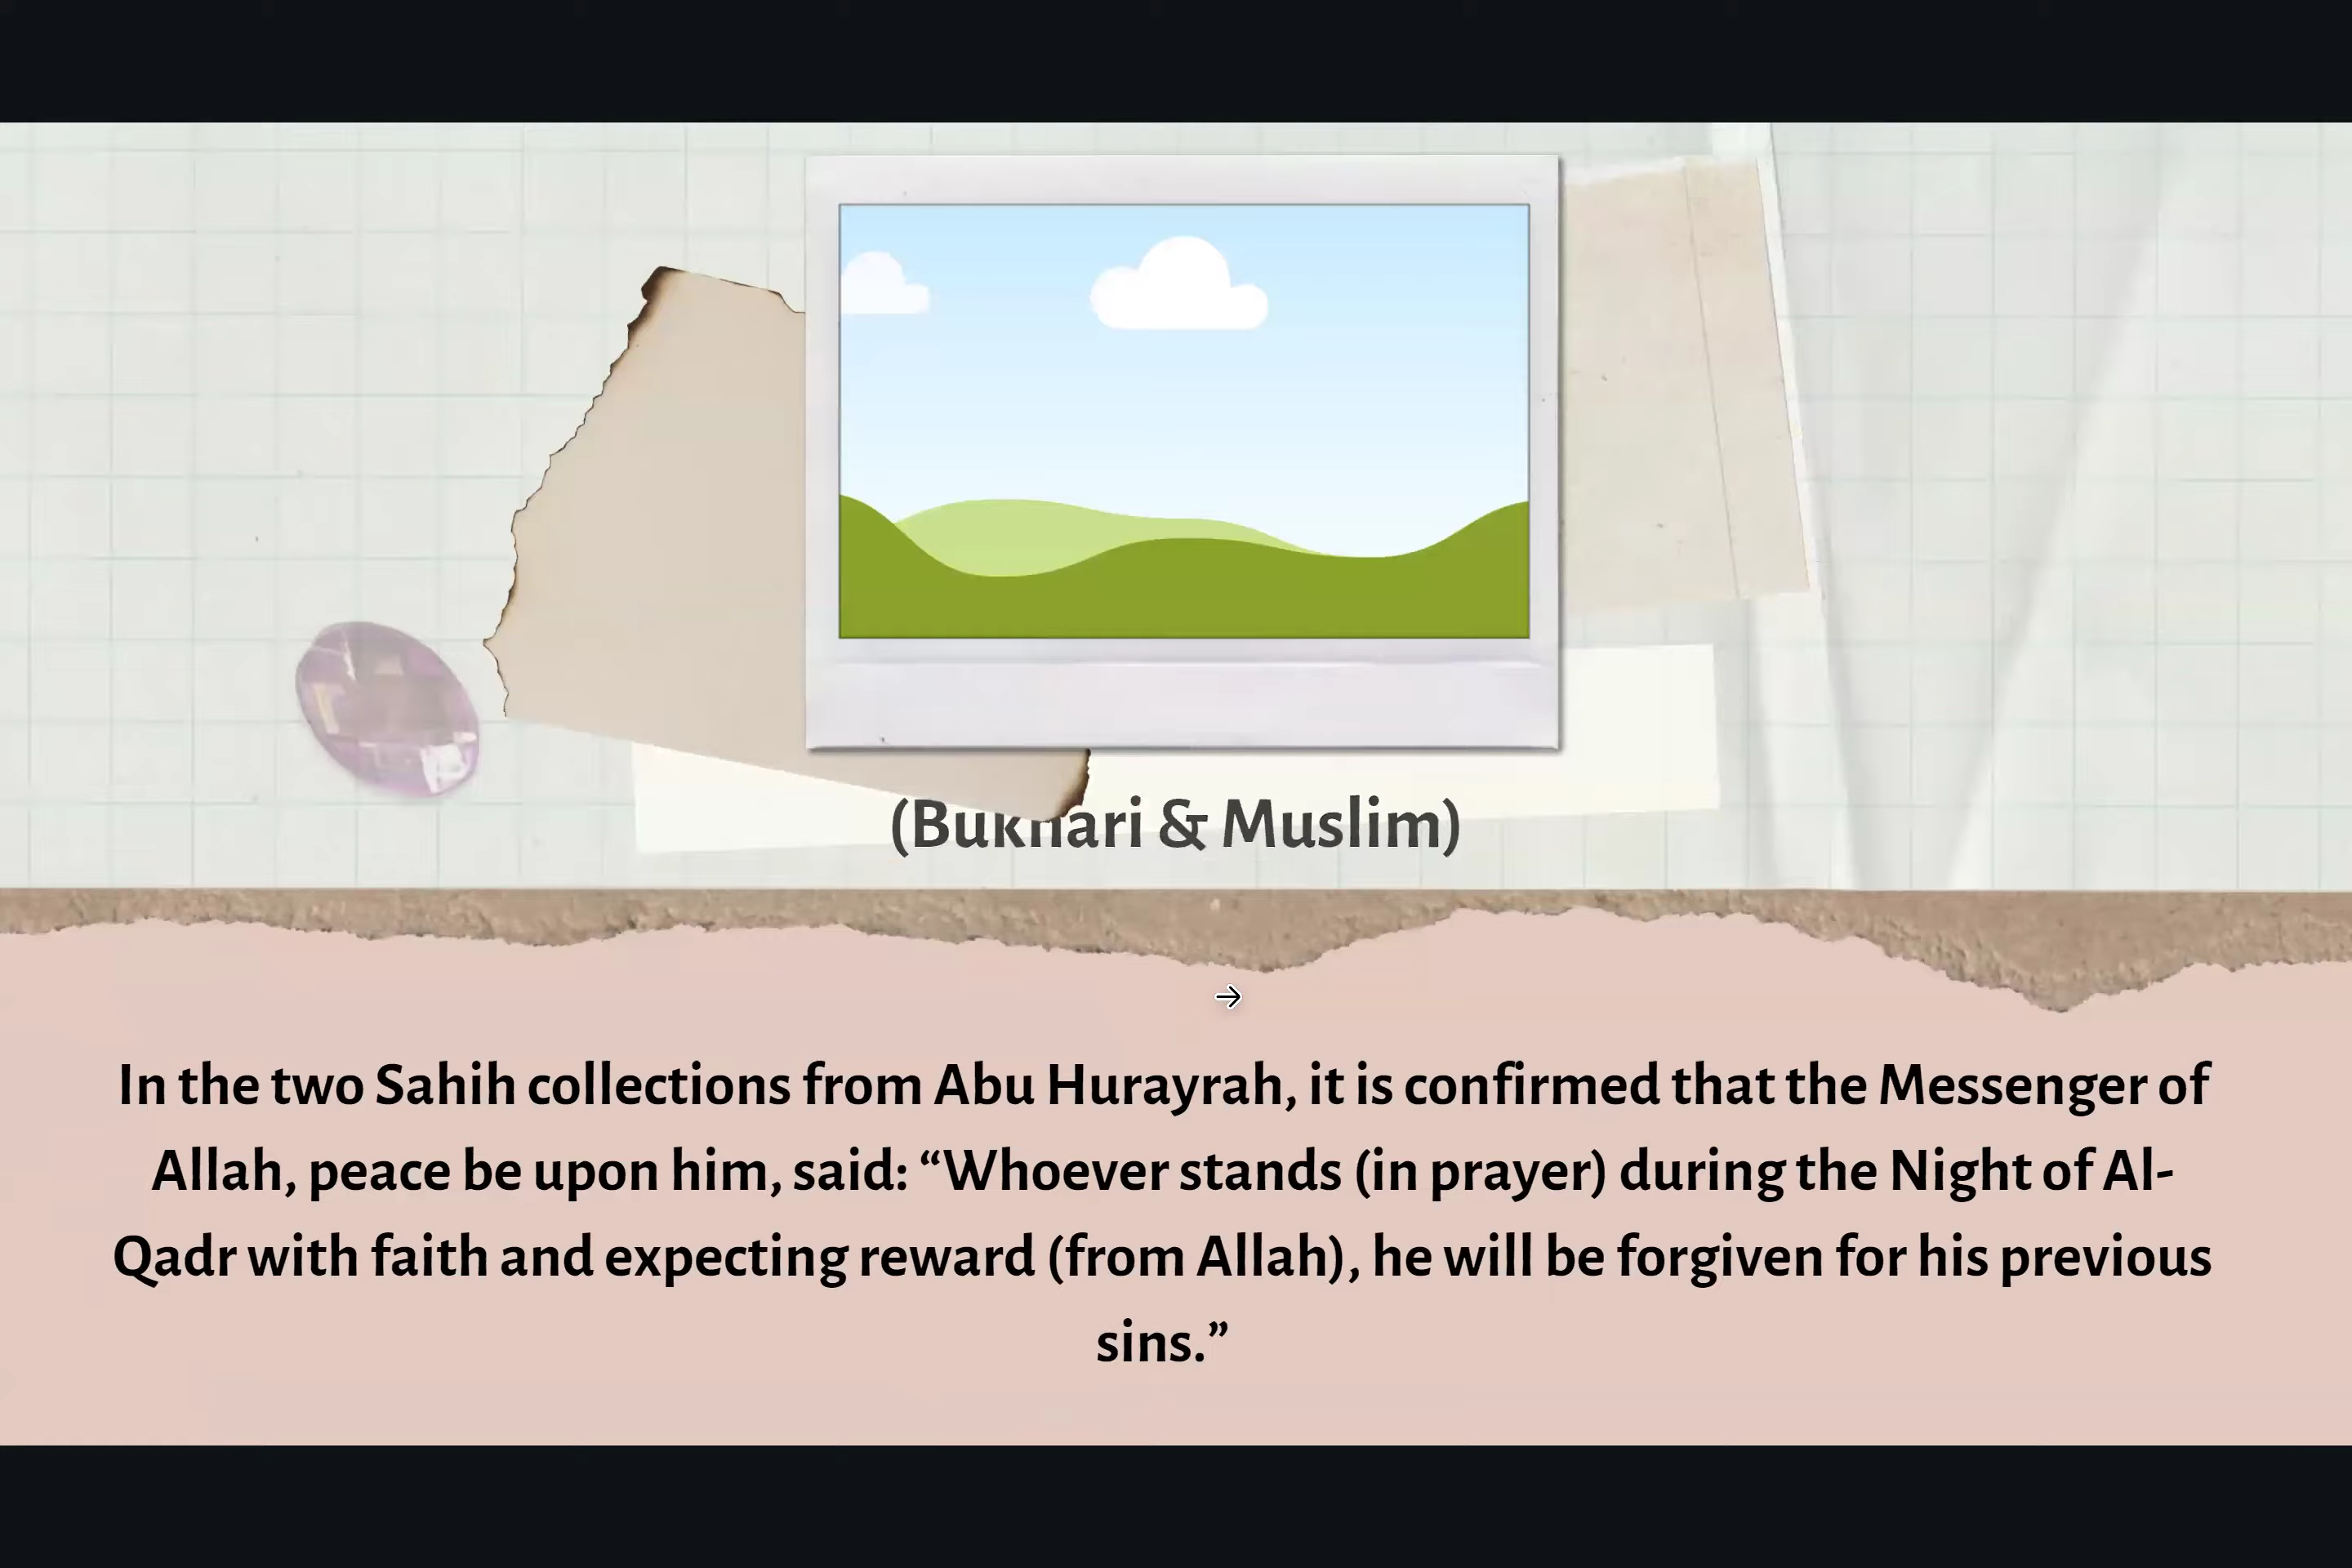 (Bukhari & Muslim)
In the two Sahih collections from Abu Hurayrah, it is confirmed that the Messenger of
Allah, peace be upon him, said: “Whoever stands (in prayer) during the Night of Al-
Qadr with faith and expecting reward (from Allah), he will be forgiven for his previous
sins.”